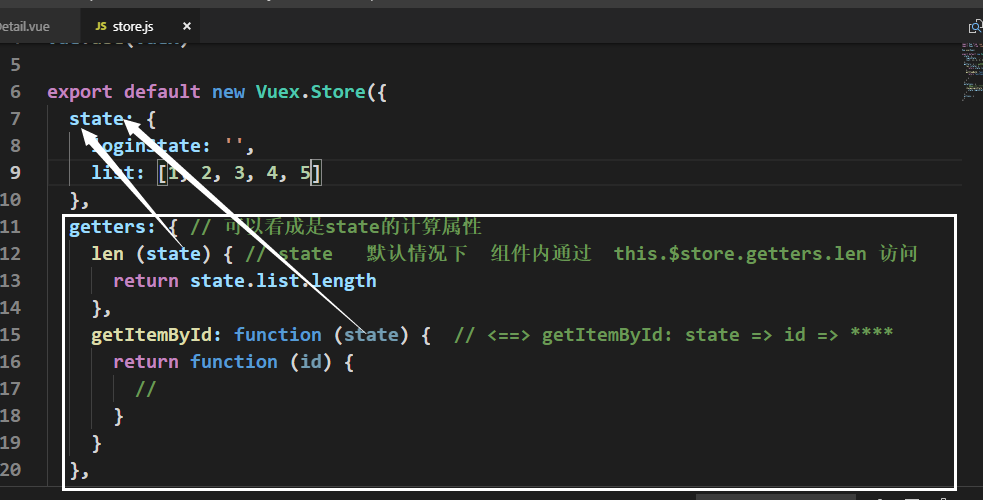 etail.vue JS store.js ×
5
6 export default new Vuex.Store({
7 state: {
8 loginState: '',
9 list: [1, 2, 3, 4, 5]
10 },
11 getters: { // 可以看成是state的计算属性
12 len (state) { // state 默认情况下 组件内通过 this.$store.getters.len 访问
13 return state.list.length
14 },
15 getItemById: function (state) { // <==> getItemById: state => id => ****
16 return function (id) {
17 //
18 }
19 }
20 },